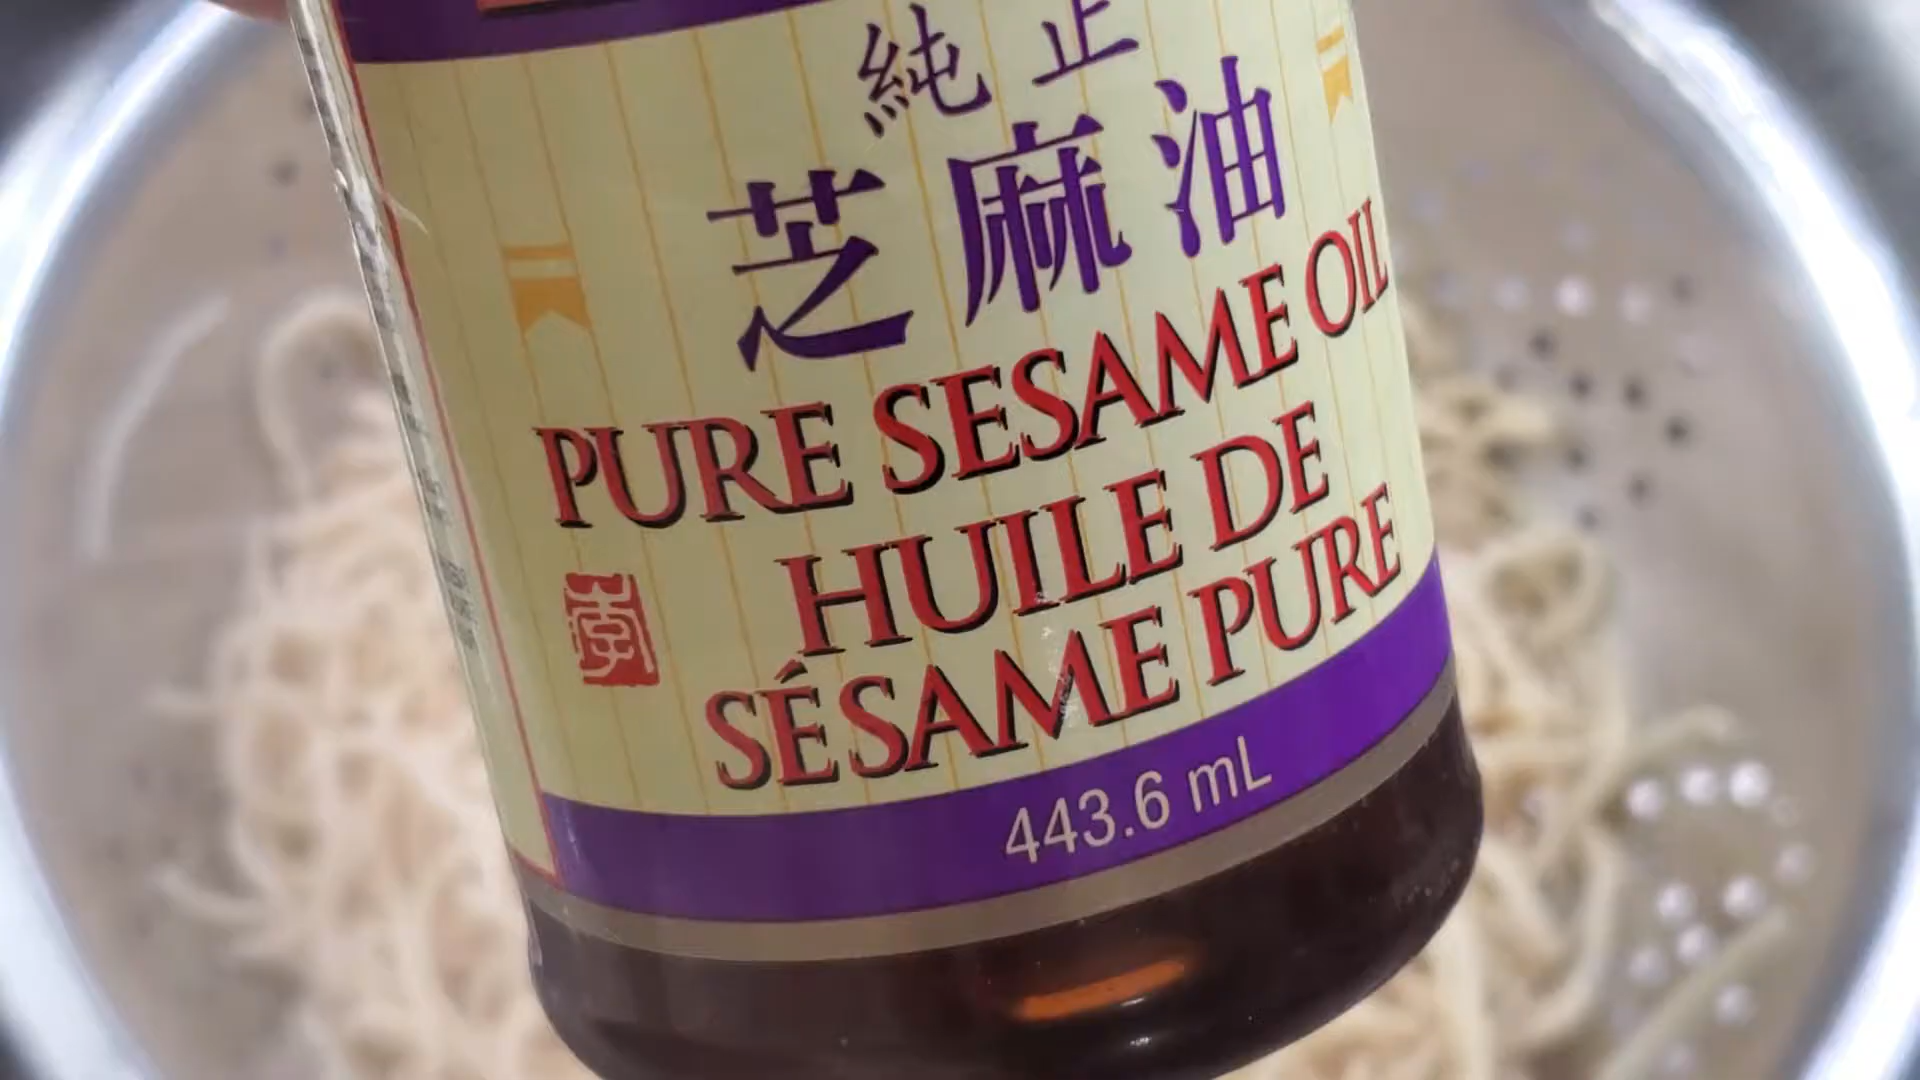 純正
芝麻油
PURE SESAME OIL
HUILE DE
SÉSAME PURE
443.6 mL